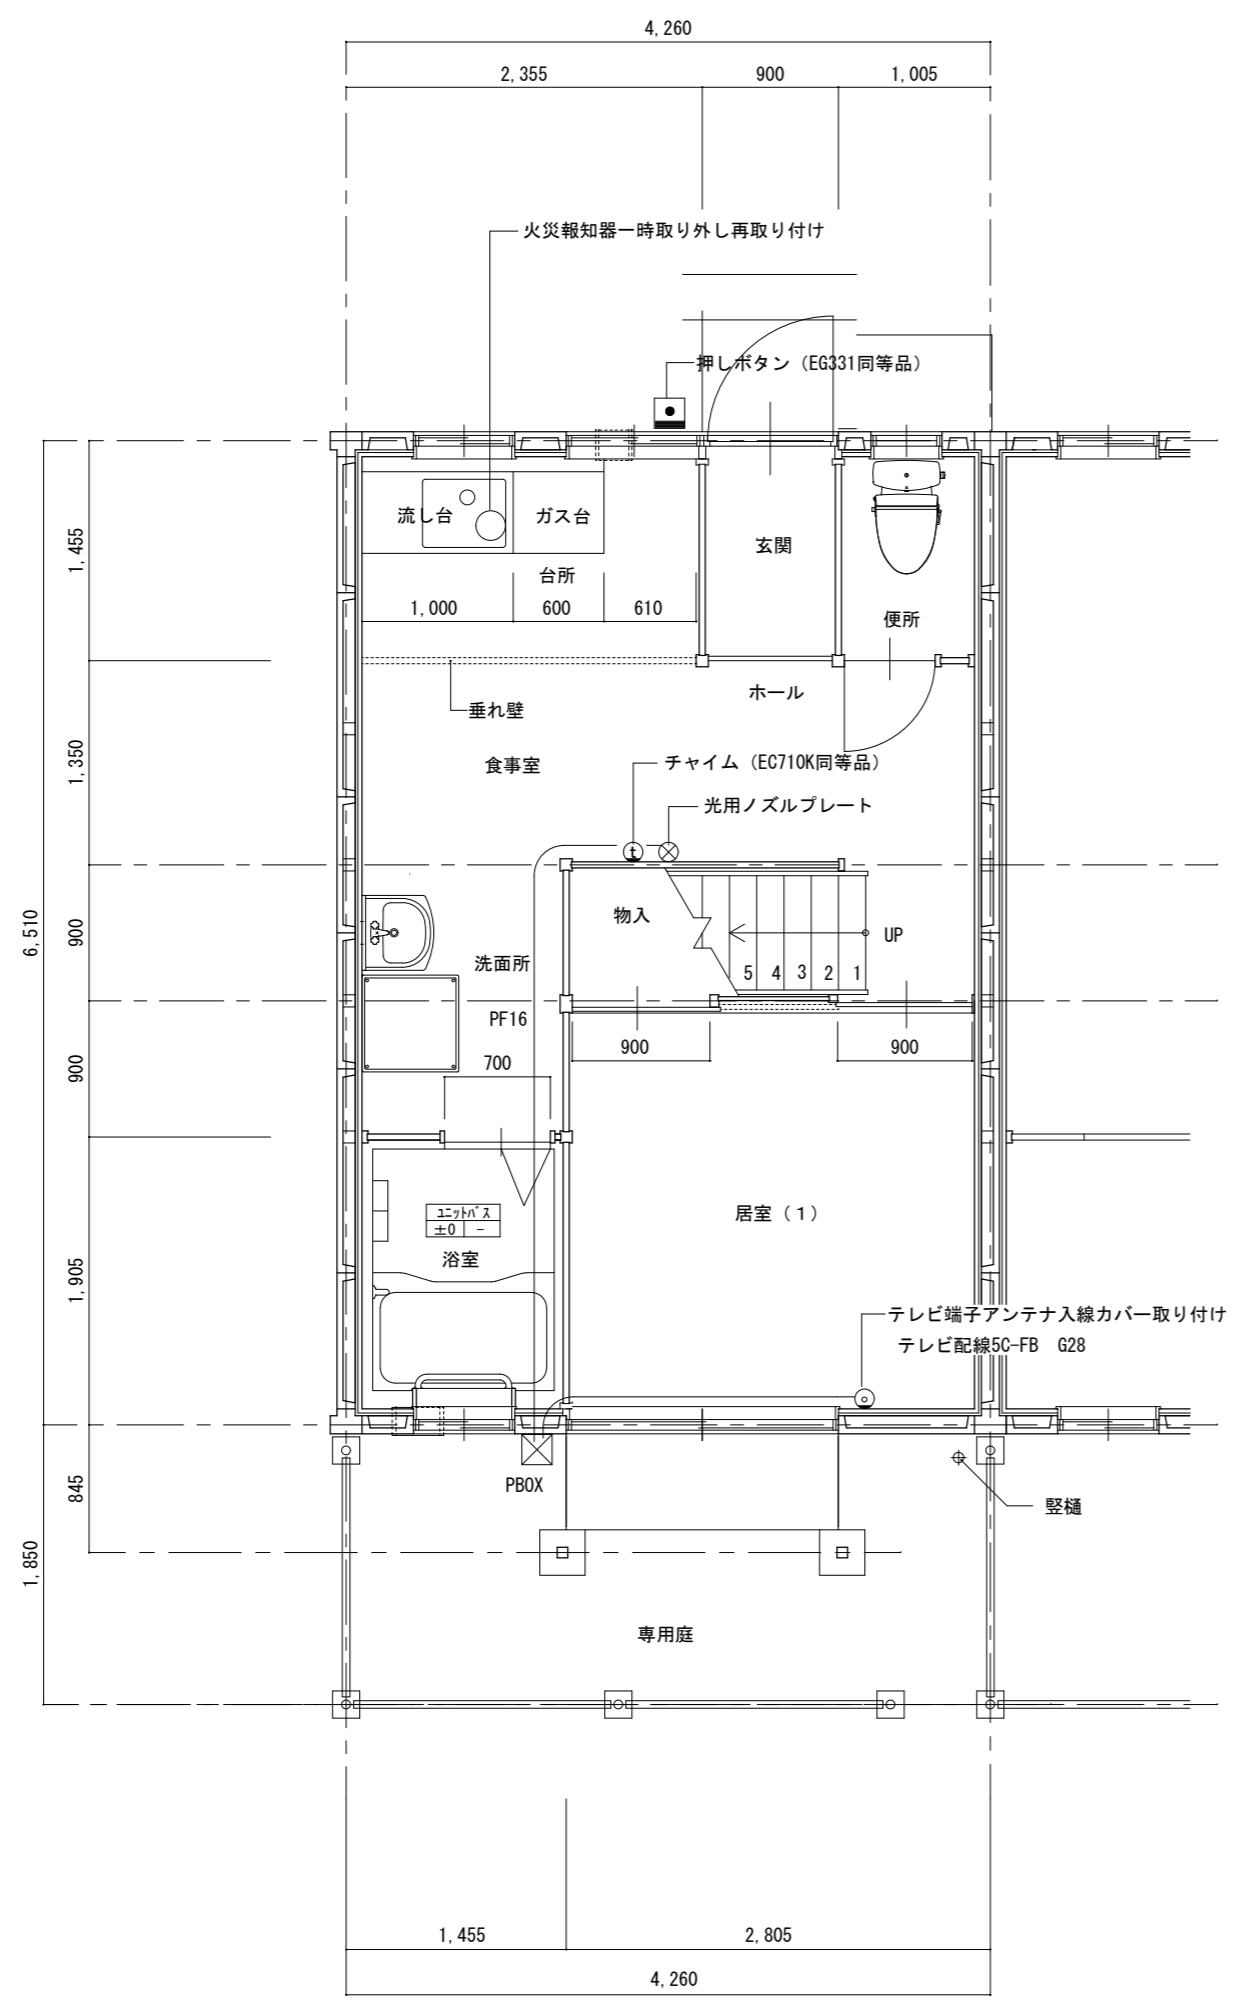 4,260
2,355
900
1,005
火災報知器一時取り外し再取り付け
押しボタン（EG331同等品）
流し台
ガス台
玄関
1,455
台所
1,000
600
610
便所
ホール
垂れ壁
1,350
食事室
チャイム（EC710K同等品）
光用ノズルプレート
t
物入
UP
6,510
900
洗面所
5
4
3
2
1
PF16
900
900
900
700
居室（１）
ユニットバス
±0
-
浴室
1,905
テレビ端子アンテナ入線カバー取り付け
テレビ配線5C-FB　G28
845
PBOX
竪樋
1,850
専用庭
1,455
2,805
4,260